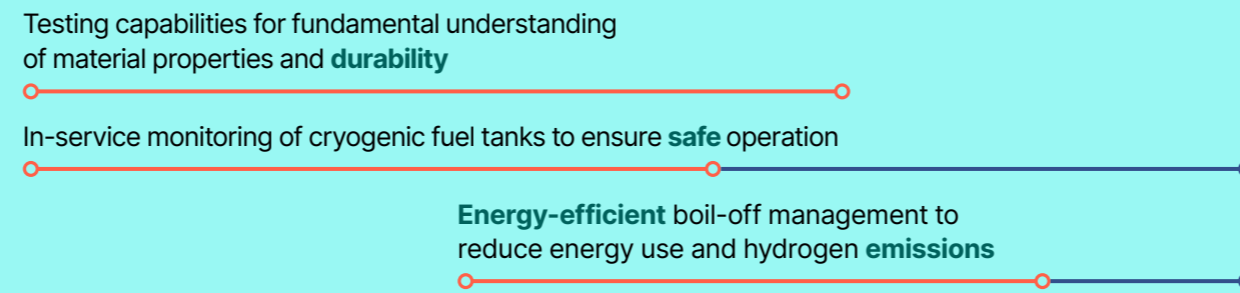 Testing capabilities for fundamental understanding
of material properties and durability
In-service monitoring of cryogenic fuel tanks to ensure safe operation
Energy-efficient boil-off management to
reduce energy use and hydrogen emissions